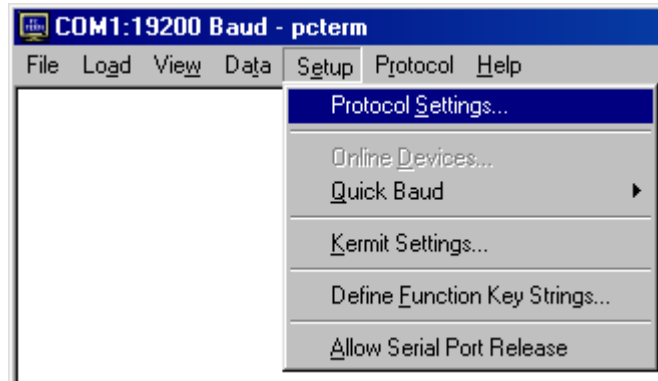 COM1:19200 Baud - pcterm
File Load View Data Setup Protocol Help
Protocol Settings...
Online Devices...
Quick Baud
Kermit Settings...
Define Function Key Strings...
Allow Serial Port Release